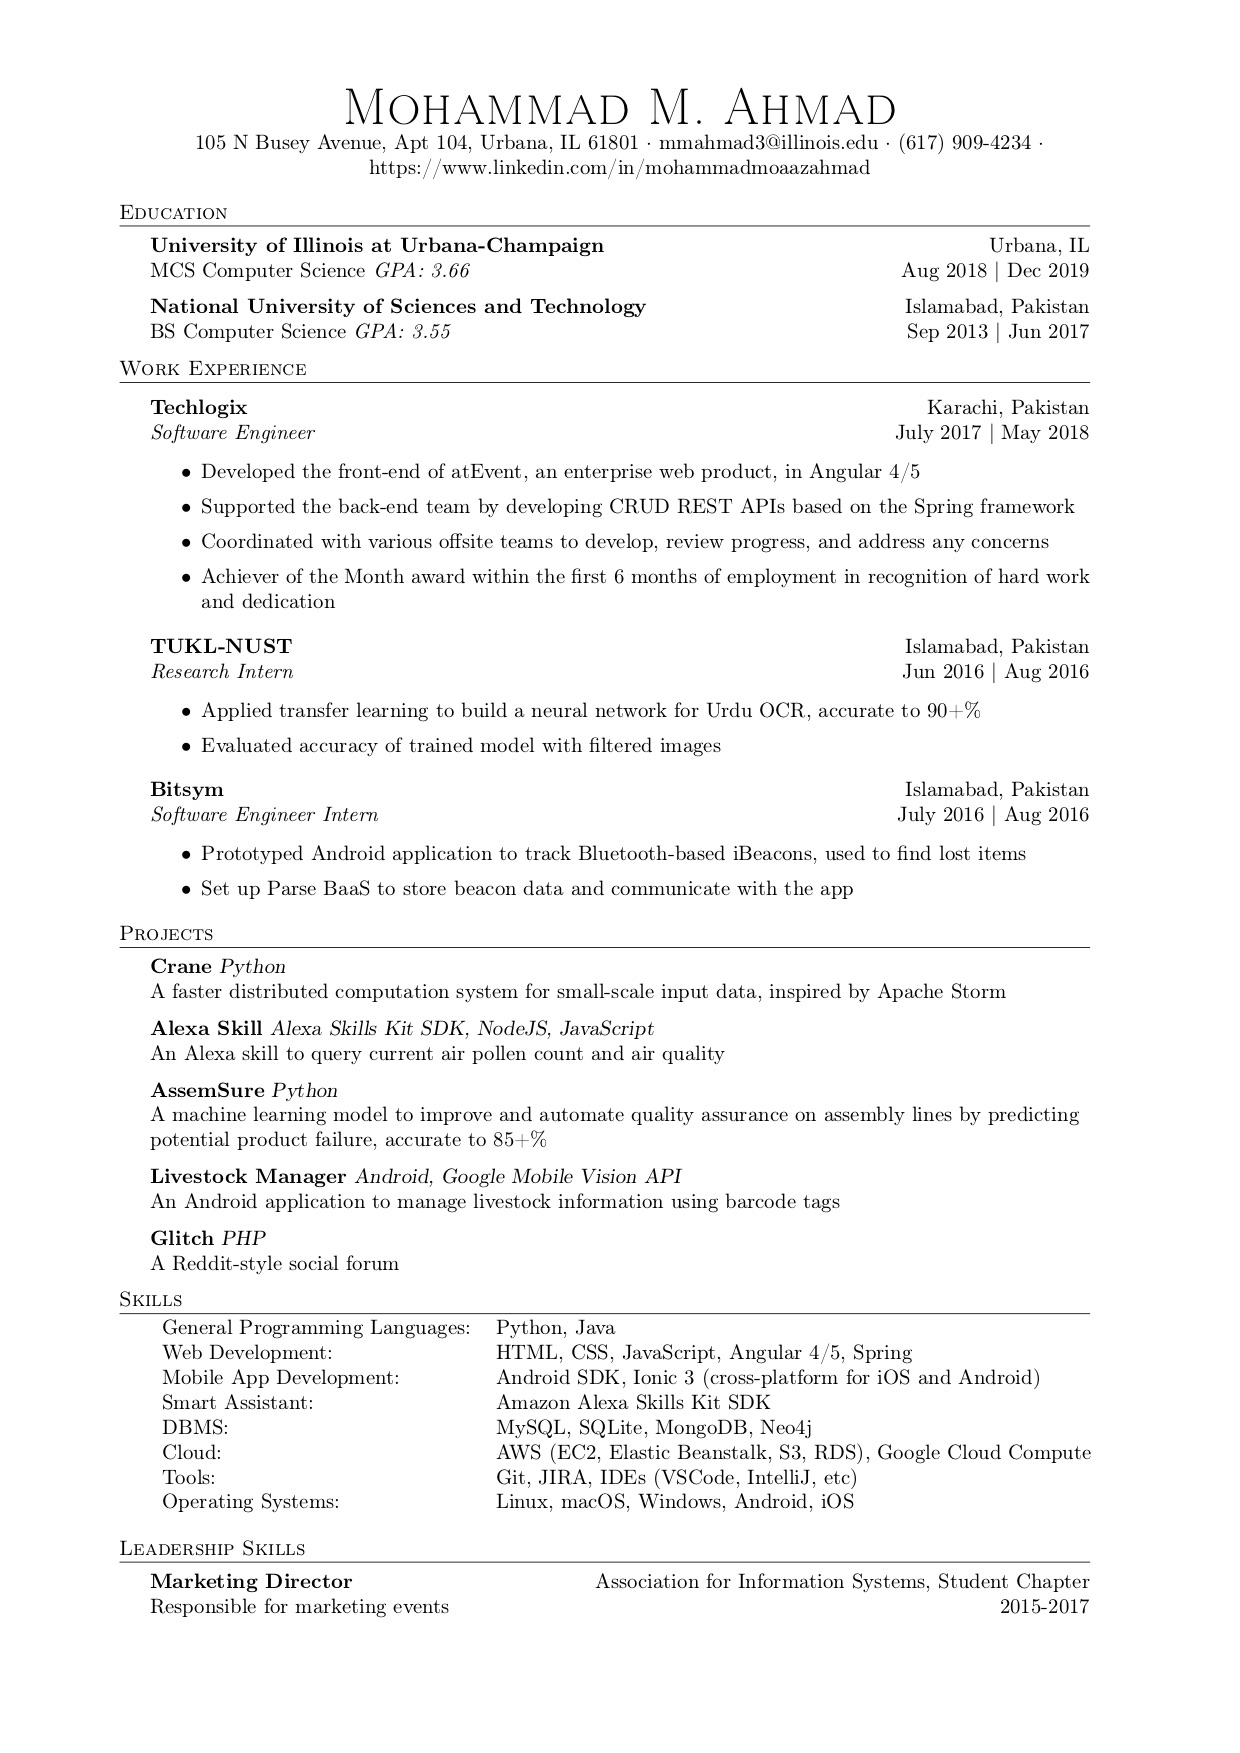 Mohammad M. Ahmad
105 N Busey Avenue, Apt 104, Urbana, IL 61801 · mmahmad3@illinois.edu · (617) 909-4234 ·
https://www.linkedin.com/in/mohammadmoaazahmad
Education
University of Illinois at Urbana-Champaign Urbana, IL
MCS Computer Science GPA: 3.66 Aug 2018 | Dec 2019
National University of Sciences and Technology Islamabad, Pakistan
BS Computer Science GPA: 3.55 Sep 2013 | Jun 2017
Work Experience
Techlogix Karachi, Pakistan
Software Engineer July 2017 | May 2018
• Developed the front-end of atEvent, an enterprise web product, in Angular 4/5
• Supported the back-end team by developing CRUD REST APIs based on the Spring framework
• Coordinated with various offsite teams to develop, review progress, and address any concerns
• Achiever of the Month award within the first 6 months of employment in recognition of hard work
and dedication
TUKL-NUST Islamabad, Pakistan
Research Intern Jun 2016 | Aug 2016
• Applied transfer learning to build a neural network for Urdu OCR, accurate to 90+%
• Evaluated accuracy of trained model with filtered images
Bitsym Islamabad, Pakistan
Software Engineer Intern July 2016 | Aug 2016
• Prototyped Android application to track Bluetooth-based iBeacons, used to find lost items
• Set up Parse BaaS to store beacon data and communicate with the app
Projects
Crane Python
A faster distributed computation system for small-scale input data, inspired by Apache Storm
Alexa Skill Alexa Skills Kit SDK, NodeJS, JavaScript
An Alexa skill to query current air pollen count and air quality
AssemSure Python
A machine learning model to improve and automate quality assurance on assembly lines by predicting
potential product failure, accurate to 85+%
Livestock Manager Android, Google Mobile Vision API
An Android application to manage livestock information using barcode tags
Glitch PHP
A Reddit-style social forum
Skills
General Programming Languages: Python, Java
Web Development: HTML, CSS, JavaScript, Angular 4/5, Spring
Mobile App Development: Android SDK, Ionic 3 (cross-platform for iOS and Android)
Smart Assistant: Amazon Alexa Skills Kit SDK
DBMS: MySQL, SQLite, MongoDB, Neo4j
Cloud: AWS (EC2, Elastic Beanstalk, S3, RDS), Google Cloud Compute
Tools: Git, JIRA, IDEs (VSCode, IntelliJ, etc)
Operating Systems: Linux, macOS, Windows, Android, iOS
Leadership Skills
Marketing Director Association for Information Systems, Student Chapter
Responsible for marketing events 2015-2017